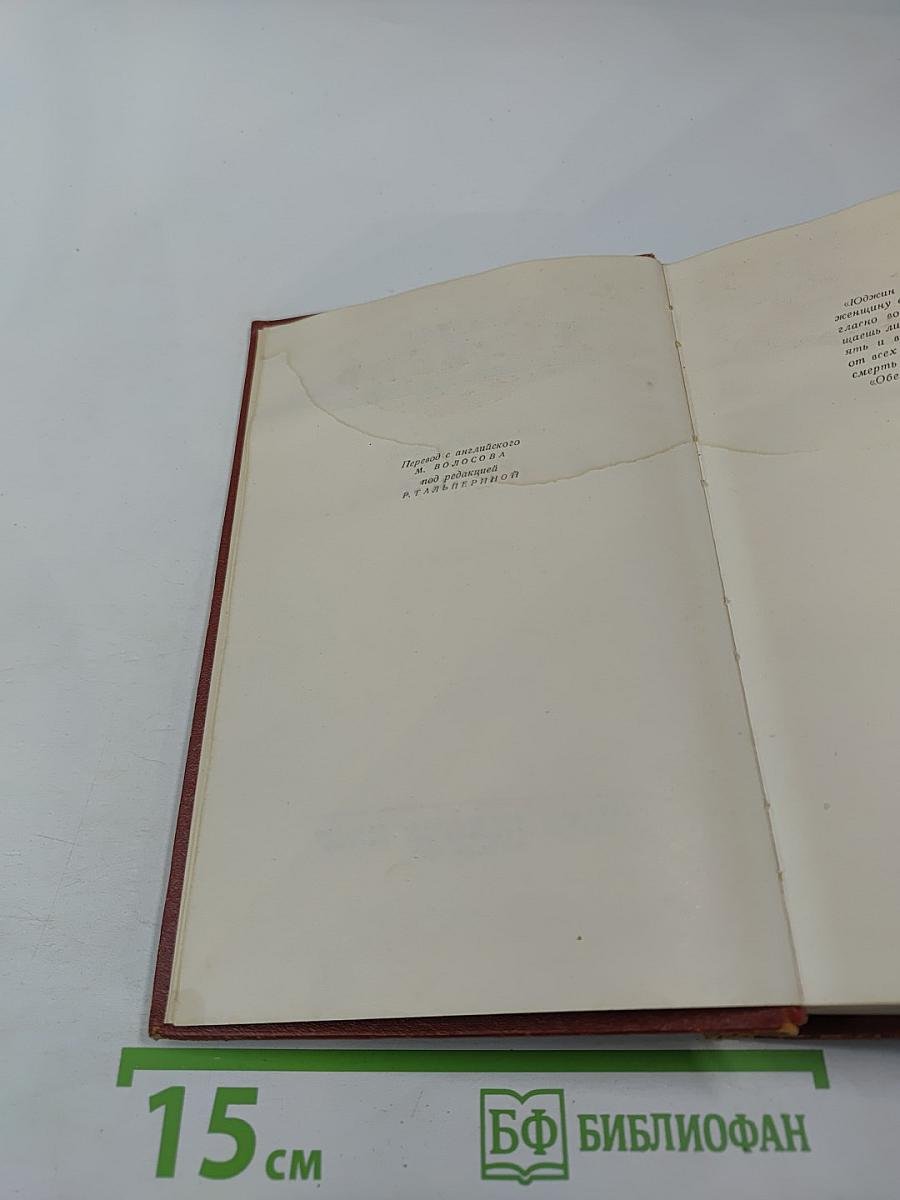 Перевод с английского
М. ВОЛОСОВА
под редакцией
Р. ГАЛЬПЕРИНОЙ
«Юджин
женщину
гласно во
щаешь ли
ять и в
от всех
смерть
«Обе
15 см
БФ БИБЛИОФАН